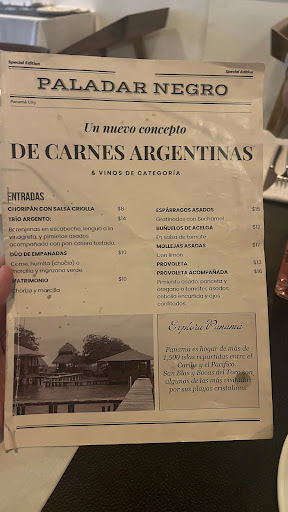 Special Edition
Special Edition
PALADAR NEGRO
Panamá City
Un nuevo concepto
DE CARNES ARGENTINAS
& VINOS DE CATEGORÍA
ENTRADAS
CHORIPÁN CON SALSA CRIOLLA $8
TRÍO ARGENTO: $14
Berenjenas en escabeche, lengua a la
vinagreta, y pimientos asados
acompañado con pan casero tostado.
DÚO DE EMPANADAS $10
Carne, humita (choclo) o
morcilla y manzana verde.
MATRIMONIO $10
Chorizo y morcilla
ESPÁRRAGOS ASADOS $15
Gratinados con Bechamel
BUÑUELOS DE ACELGA $12
En salsa de tomate
MOLLEJAS ASADAS $17
Con limón
PROVOLETA $13
PROVOLETA ACOMPAÑADA $16
Pimiento asado, panceta y
orégano o tomates asados,
cebolla encurtida y ajos
confitados.
Explora Panamá
Panamá es hogar de más de
1,500 islas repartidas entre el
Caribe y el Pacífico.
San Blas y Bocas del Toro son
algunas de las más visitadas
por sus playas cristalinas.